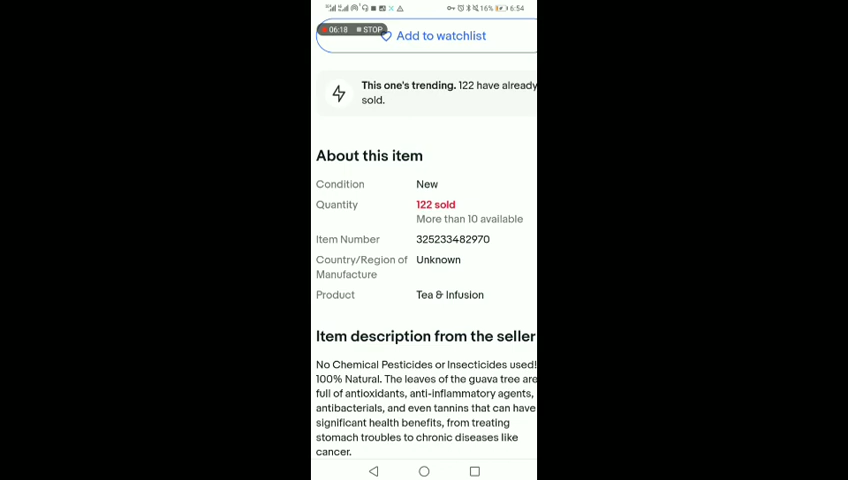 16% 6:54
06:18 STOP
Add to watchlist
This one's trending. 122 have already
sold.
About this item
Condition New
Quantity 122 sold
More than 10 available
Item Number 325233482970
Country/Region of Unknown
Manufacture
Product Tea & Infusion
Item description from the seller
No Chemical Pesticides or Insecticides used!
100% Natural. The leaves of the guava tree are
full of antioxidants, anti-inflammatory agents,
antibacterials, and even tannins that can have
significant health benefits, from treating
stomach troubles to chronic diseases like
cancer.